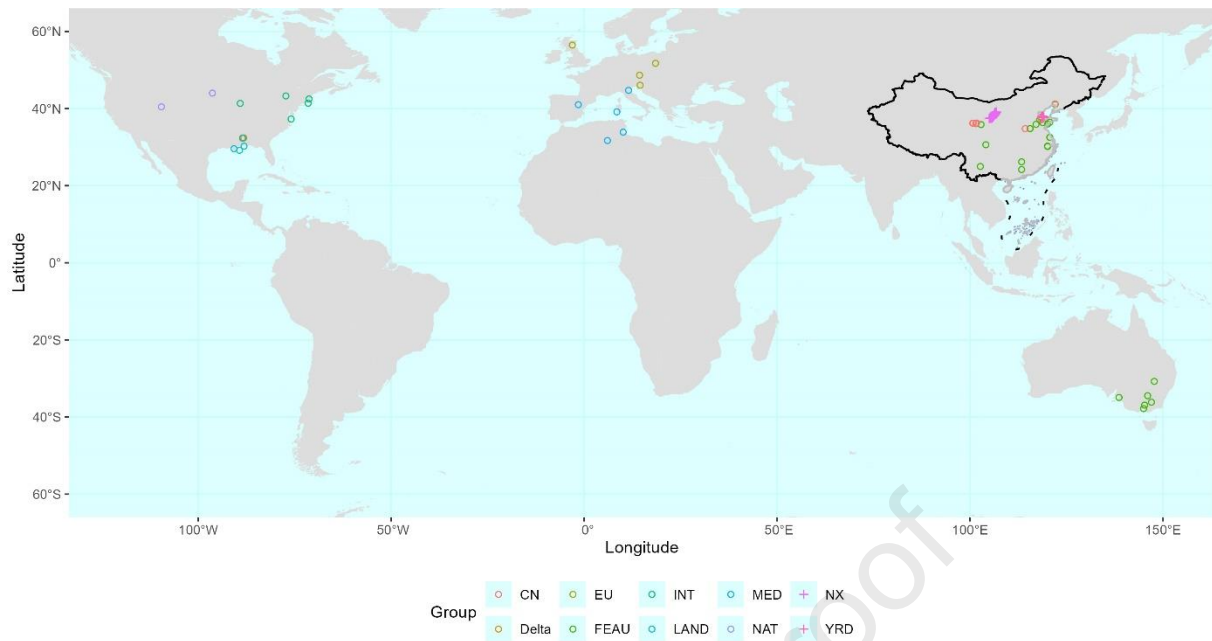 60°N
40°N
20°N
0°
20°S
40°S
60°S
Latitude
100°W 50°W 0° 50°E 100°E 150°E
Longitude
Group
CN EU INT MED NX
Delta FEAU LAND NAT YRD
roof